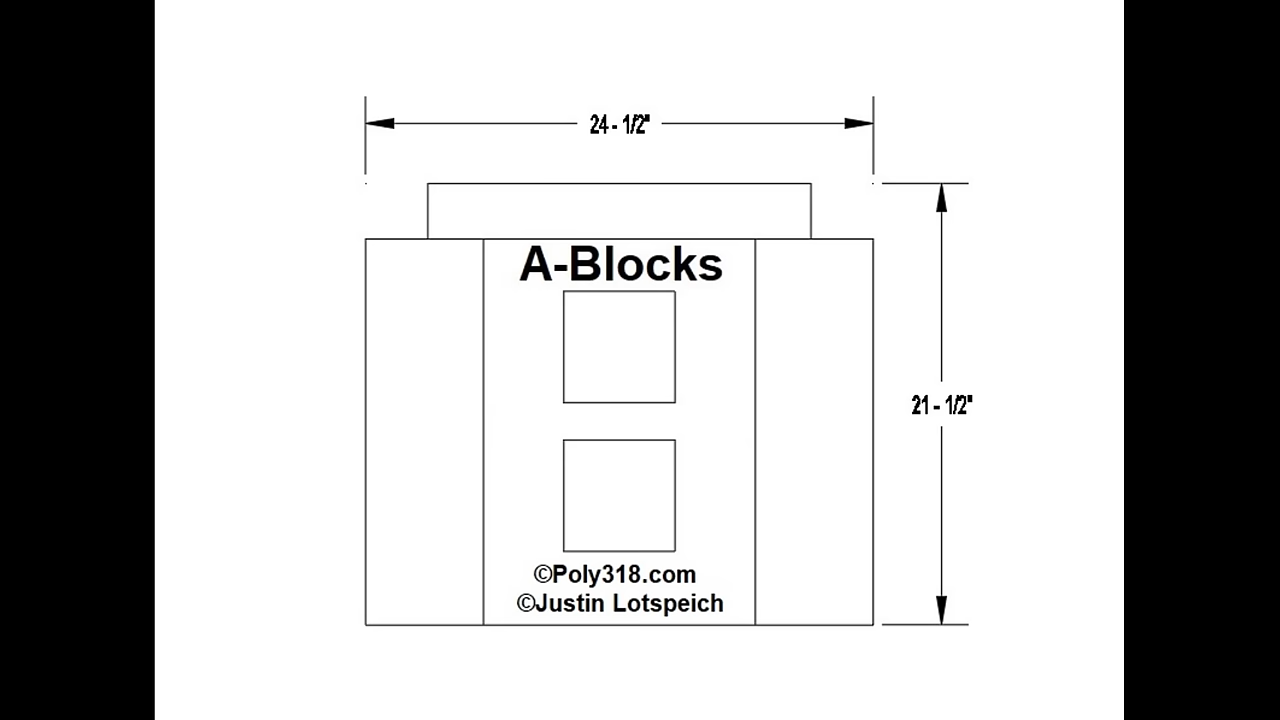 24 - 1/2"
A-Blocks
21 - 1/2"
©Poly318.com
©Justin Lotspeich